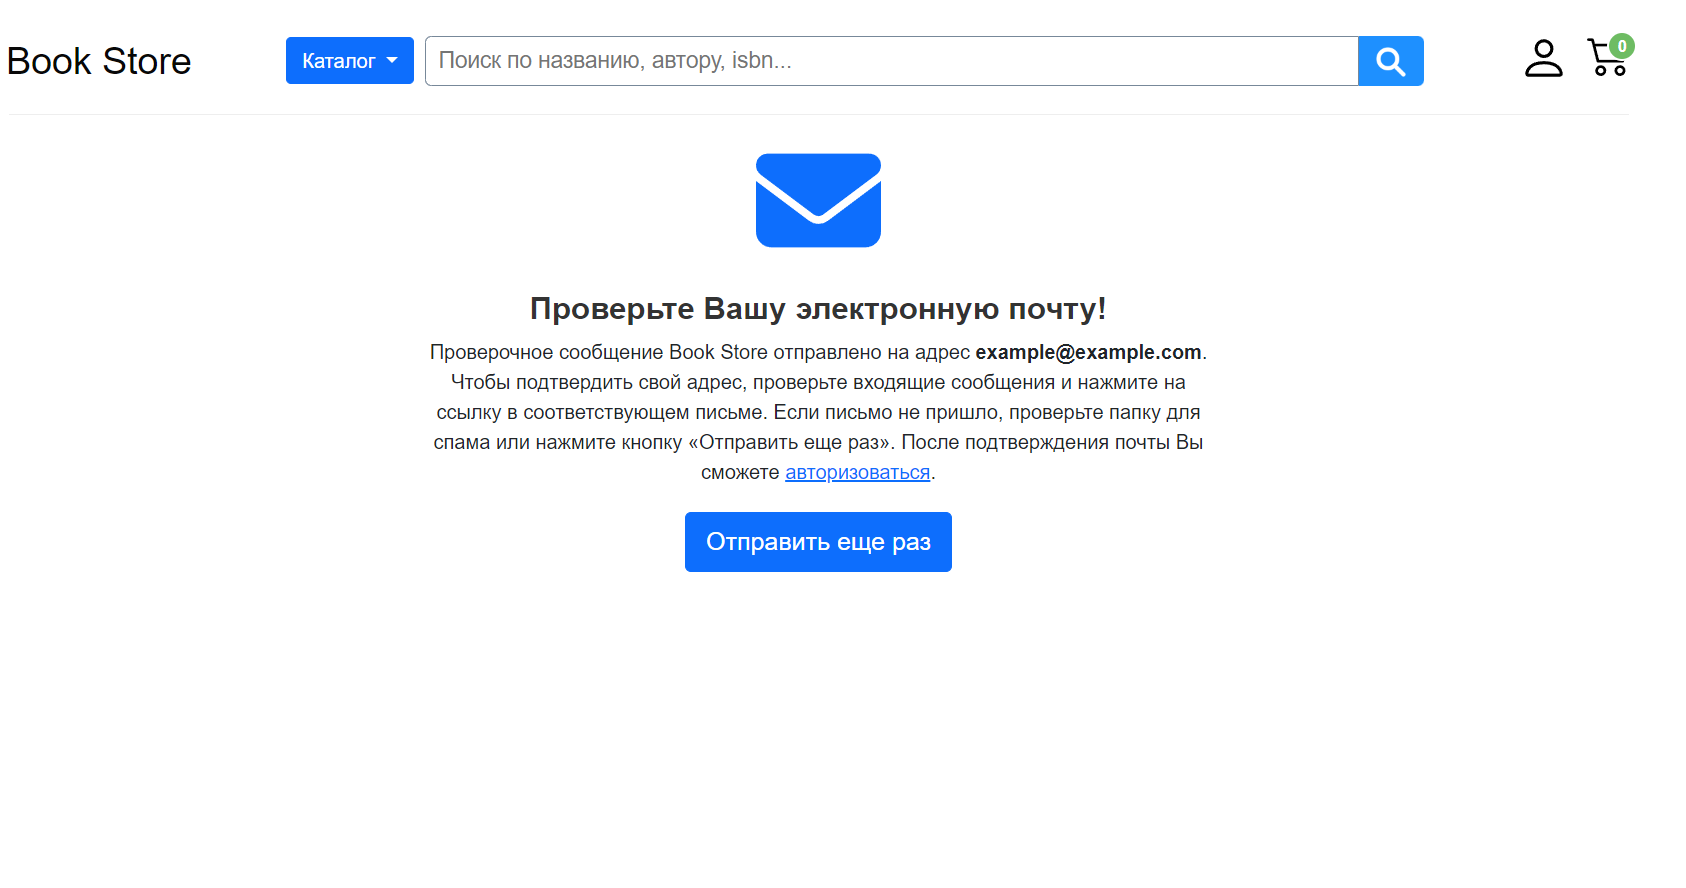 Book Store
Каталог
Поиск по названию, автору, isbn...
0
Проверьте Вашу электронную почту!
Проверочное сообщение Book Store отправлено на адрес example@example.com.
Чтобы подтвердить свой адрес, проверьте входящие сообщения и нажмите на
ссылку в соответствующем письме. Если письмо не пришло, проверьте папку для
спама или нажмите кнопку «Отправить еще раз». После подтверждения почты Вы
сможете авторизоваться.
Отправить еще раз